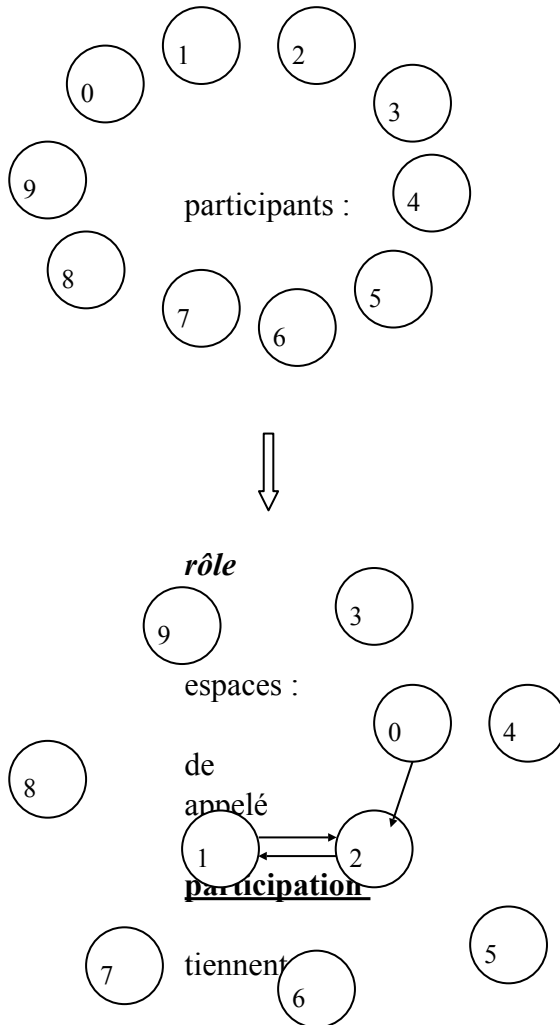 1
2
0
3
9
participants :
4
8
5
7
6
rôle
3
9
espaces :
0
4
8
de
appelé
1
2
participation
5
7
tiennent
6